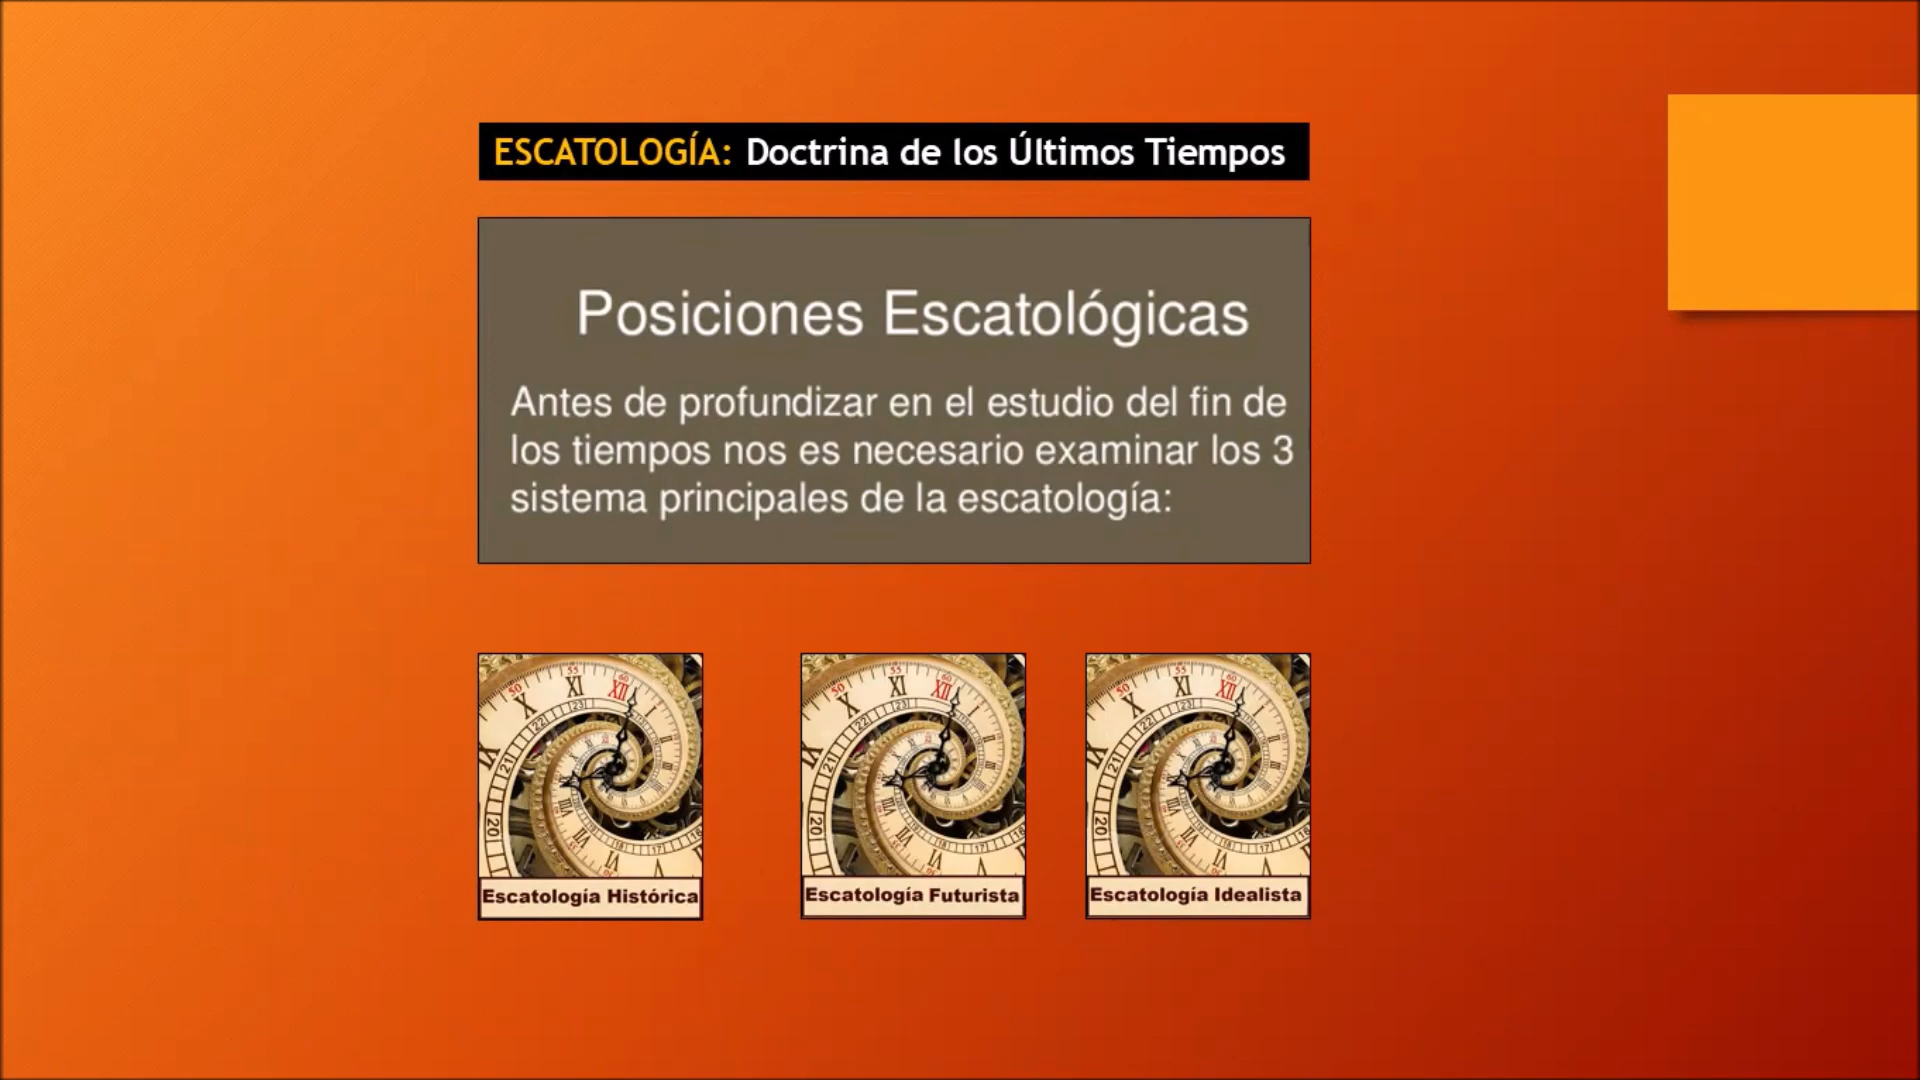 ESCATOLOGÍA: Doctrina de los Últimos Tiempos
Posiciones Escatológicas
Antes de profundizar en el estudio del fin de
los tiempos nos es necesario examinar los 3
sistema principales de la escatología:
Escatología Histórica
Escatología Futurista
Escatología Idealista